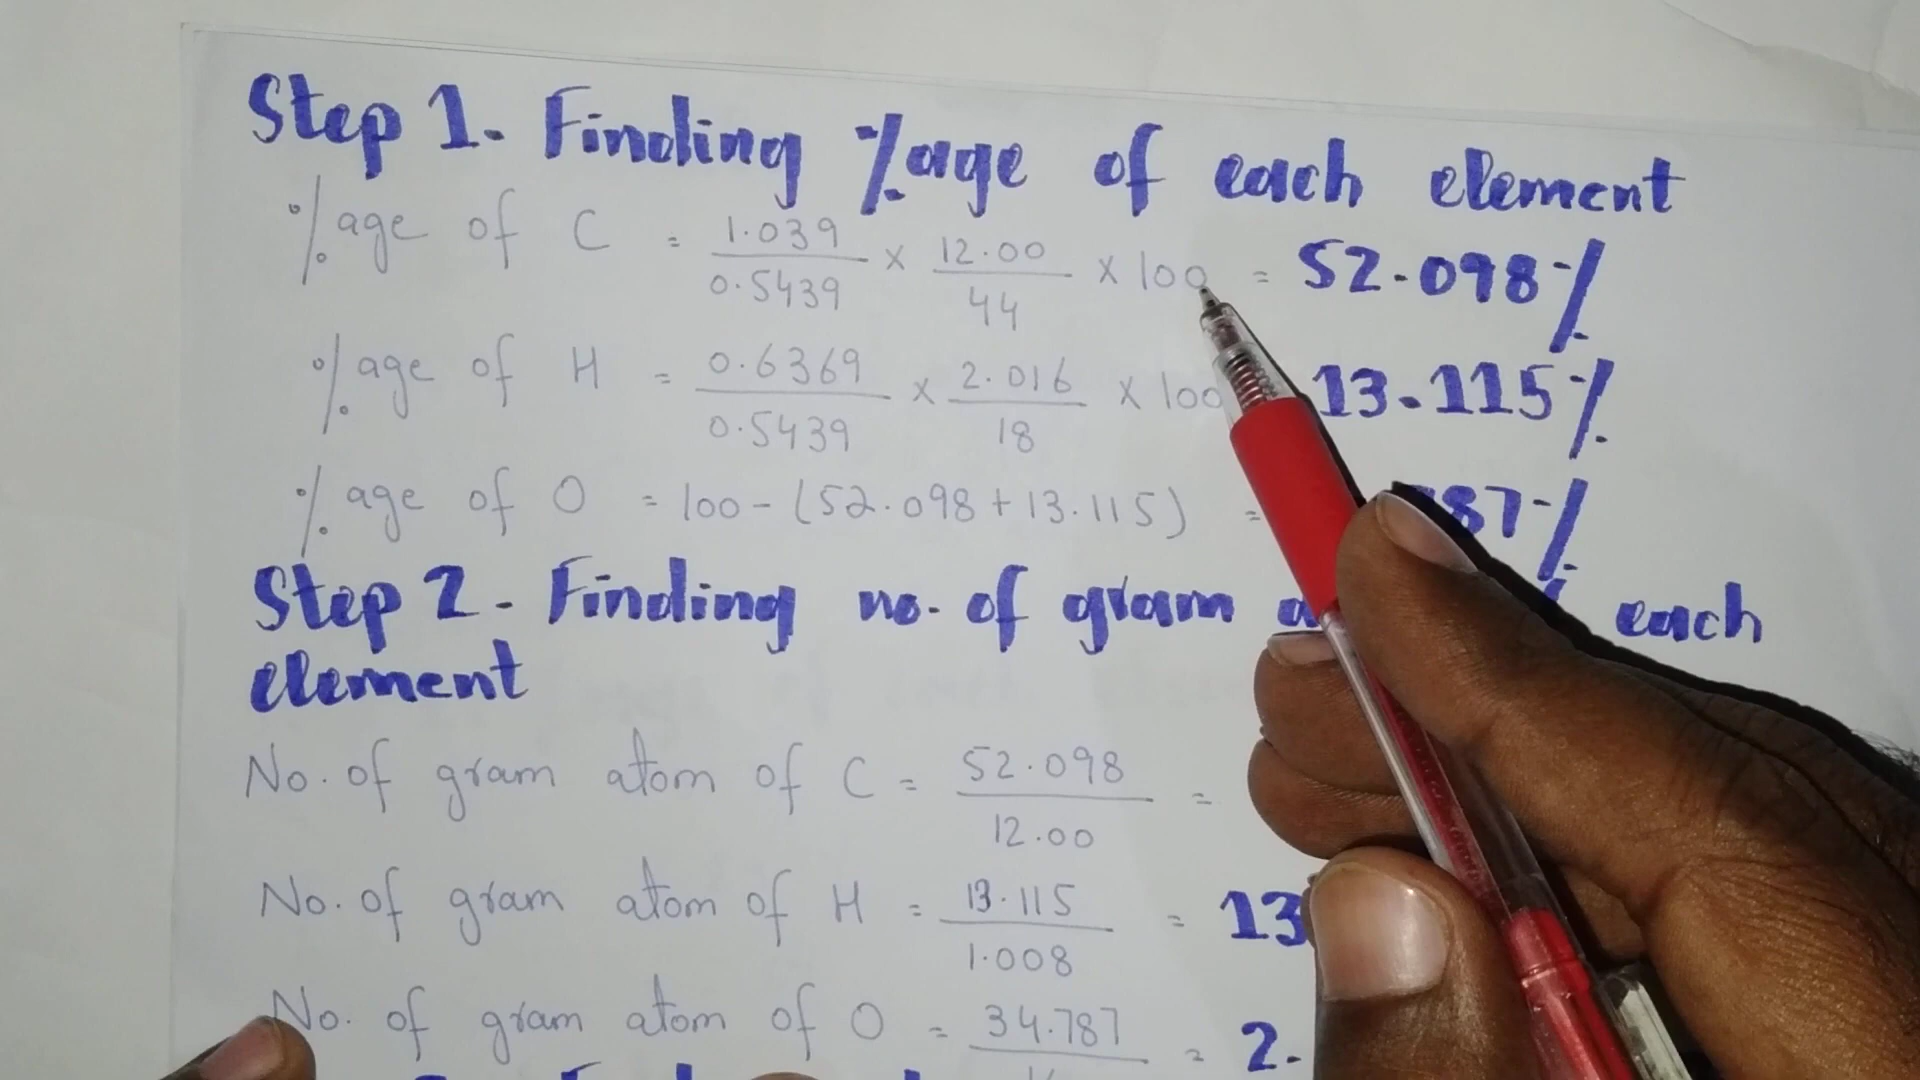 Step 1. Finding %age of each element
%age of C = 1.039/0.5439 × 12.00/44 × 100 = 52.098%
%age of H = 0.6369/0.5439 × 2.016/18 × 100 13.115%
%age of O = 100 - (52.098 + 13.115) = 87%
Step 2. Finding no. of gram each
element
No. of gram atom of C = 52.098/12.00 =
No. of gram atom of H = 13.115/1.008 = 13
No. of gram atom of O = 34.787 = 2.